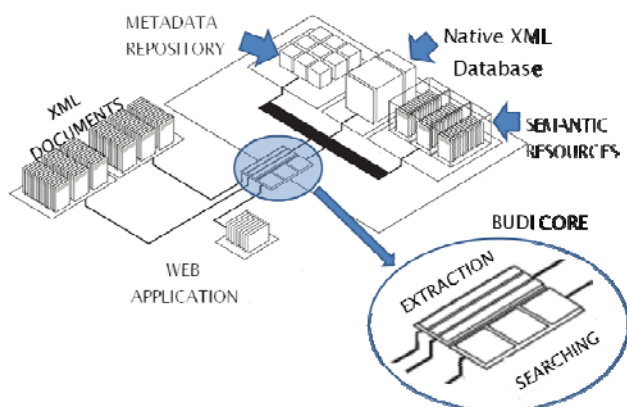 METADATA
REPOSITORY
Native XML
Database
XML
DOCUMENTS
SEMANTIC
RESOURCES
BUDI CORE
WEB
APPLICATION
EXTRACTION
SEARCHING